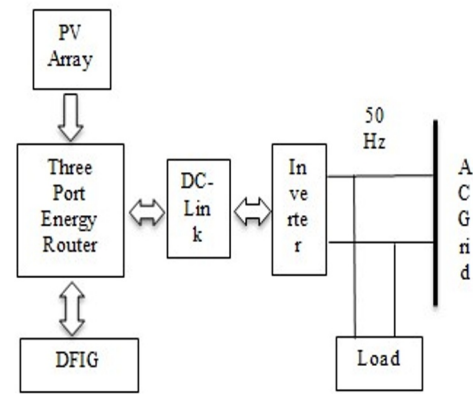 PV
Array
Three
Port
Energy
Router
DC-
Lin
k
In
ve
rte
r
50
Hz
A
C
G
ri
d
DFIG
Load